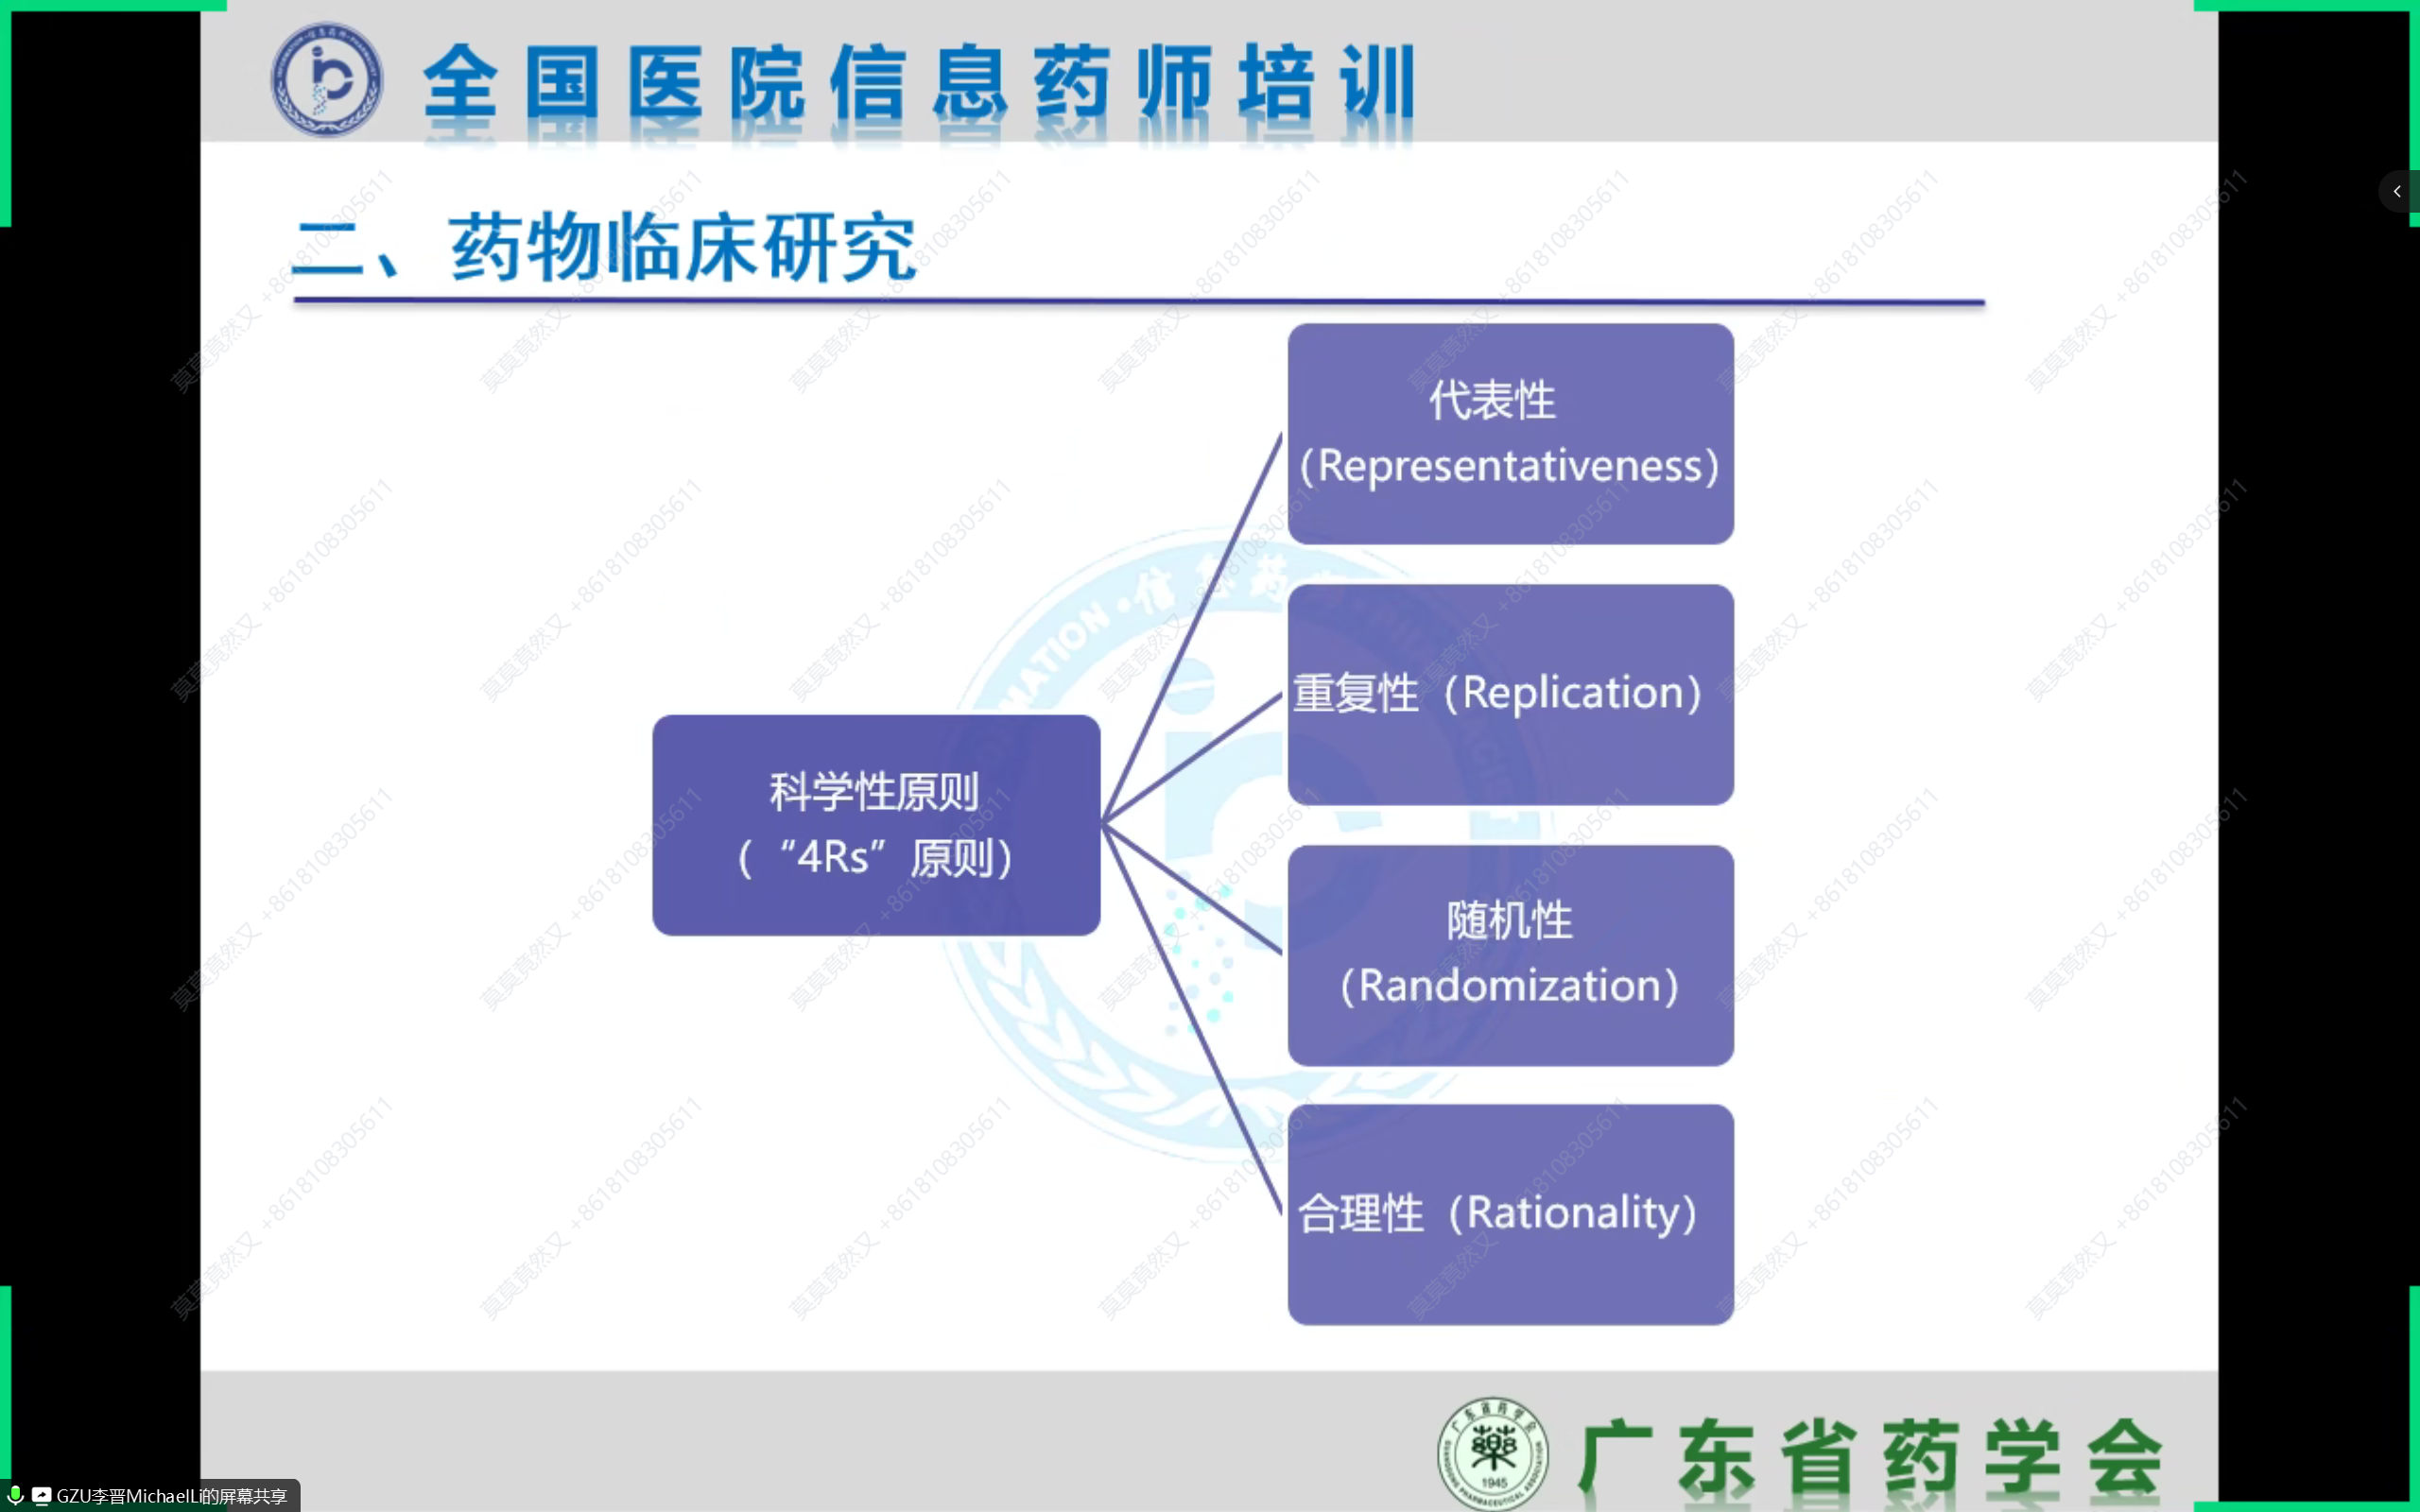 全国医院信息药师培训
二、药物临床研究
代表性
（Representativeness）
重复性（Replication）
科学性原则
（“4Rs”原则）
随机性
（Randomization）
合理性（Rationality）
广东省药学会
1945
GZU李晋MichaelLi的屏幕共享
莫莫竟然又 +8618108305611